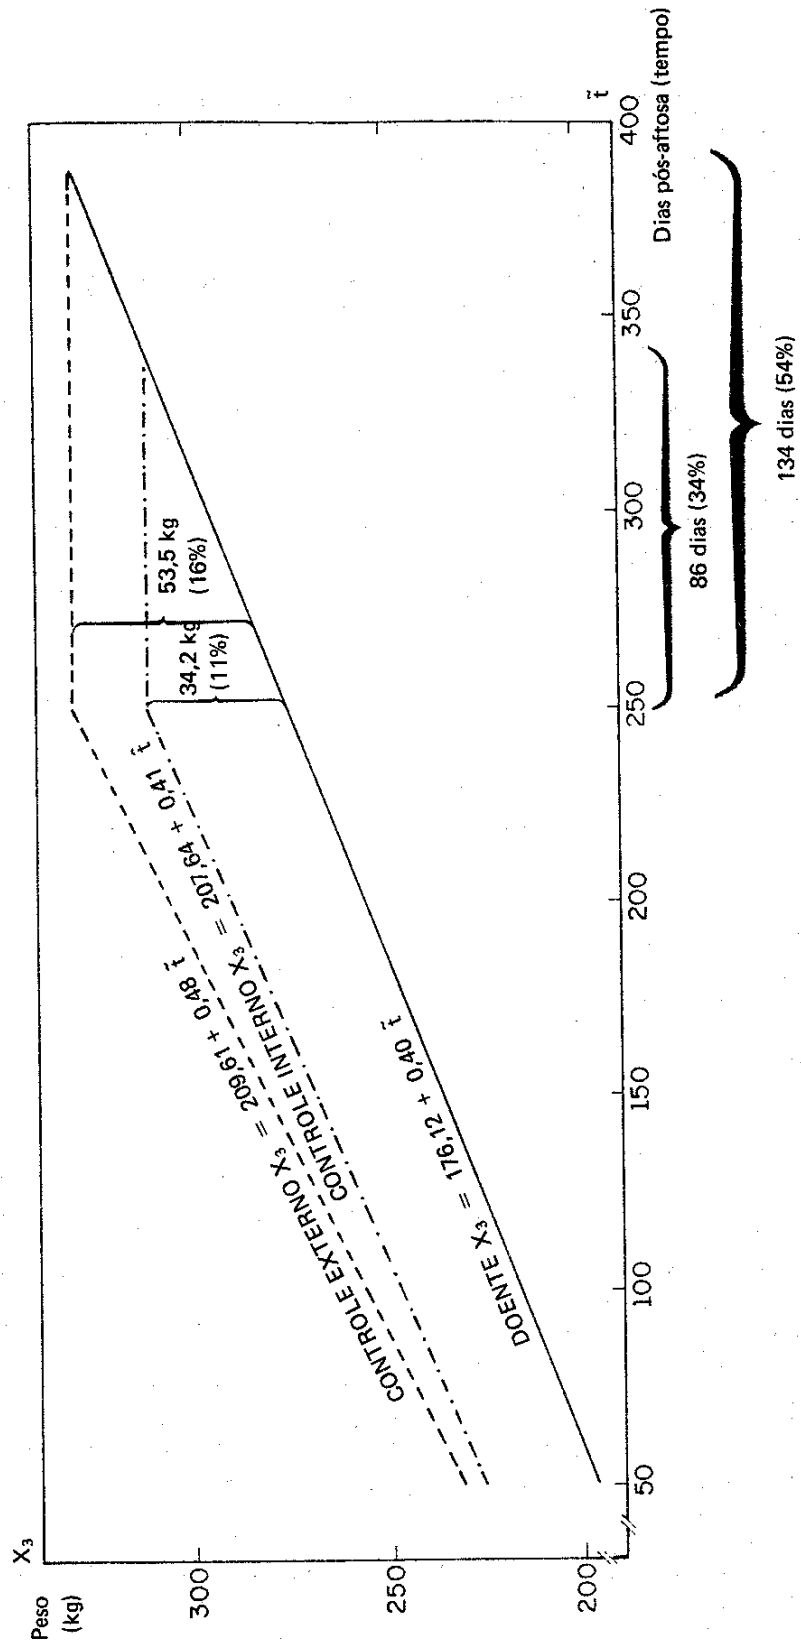 X₃
Peso
(kg)
300
250
200
CONTROLE EXTERNO X₃ = 209,61 + 0,48 t̃
CONTROLE INTERNO X₃ = 207,64 + 0,41 t̃
DOENTE X₃ = 176,12 + 0,40 t̃
34,2 kg
(11%)
53,5 kg
(16%)
50
100
150
200
250
300
350
400
t̃
Dias pós-aftosa (tempo)
86 dias (34%)
134 dias (54%)